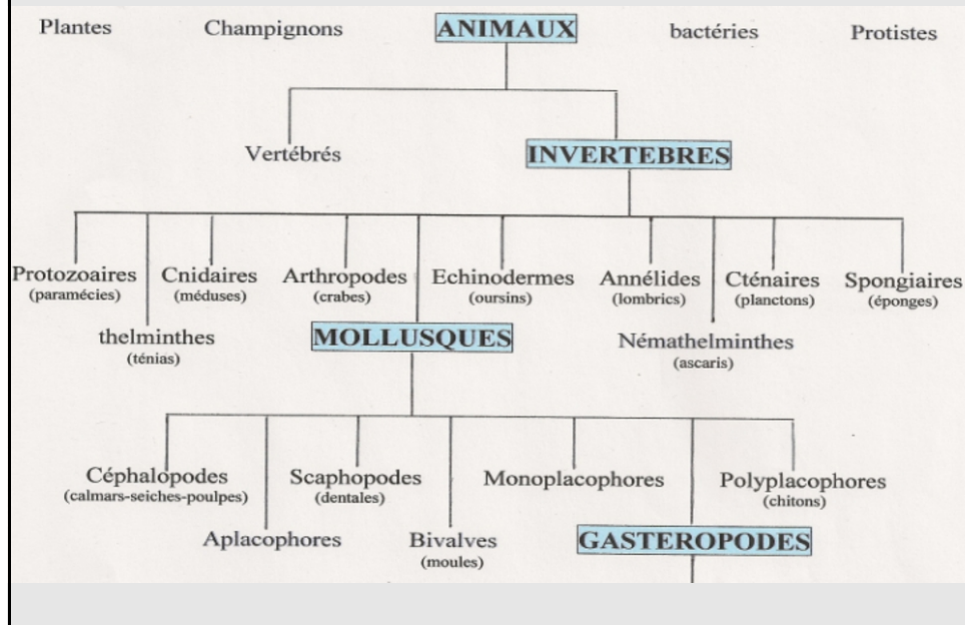 Plantes Champignons ANIMAUX bactéries Protistes
Vertébrés INVERTEBRES
Protozoaires Cnidaires Arthropodes Echinodermes Annélides Cténaires Spongiaires
(paramécies) (méduses) (crabes) (oursins) (lombrics) (planctons) (éponges)
thelminthes MOLLUSQUES Némathelminthes
(ténias) (ascaris)
Céphalopodes Scaphopodes Monoplacophores Polyplacophores
(calmars-seiches-poulpes) (dentales) (chitons)
Aplacophores Bivalves GASTEROPODES
(moules)